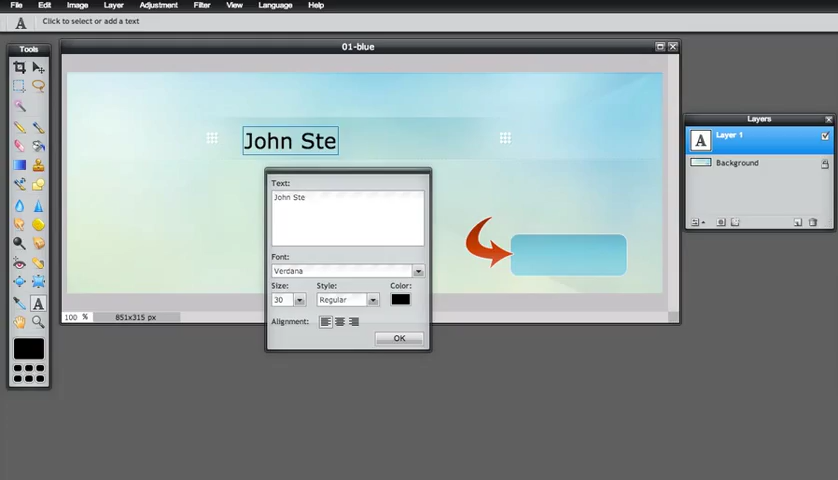 File Edit Image Layer Adjustment Filter View Language Help
A Click to select or add a text
Tools
01-blue
John Ste
Text:
John Ste
Font:
Verdana
Size: Style: Color:
30 Regular
Alignment:
OK
100 % 851x315 px
A
Layers
A Layer 1
Background